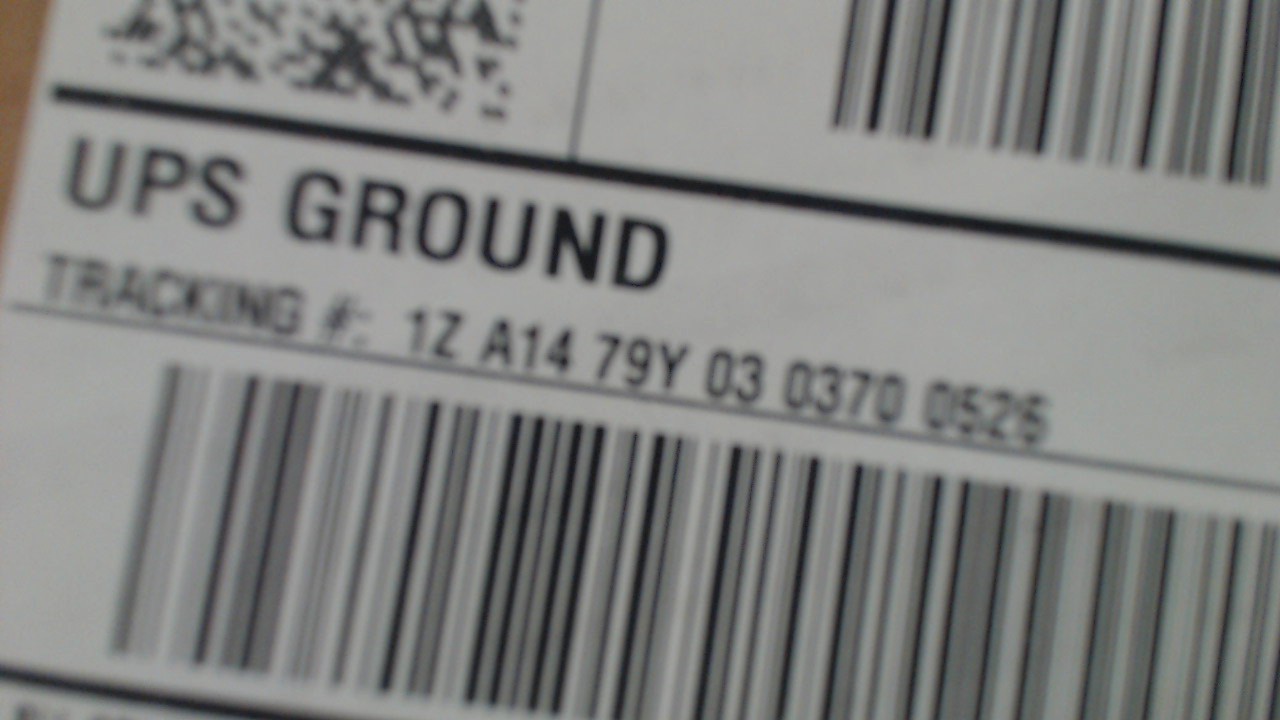 UPS GROUND
TRACKING #: 1Z A14 79Y 03 0370 0526